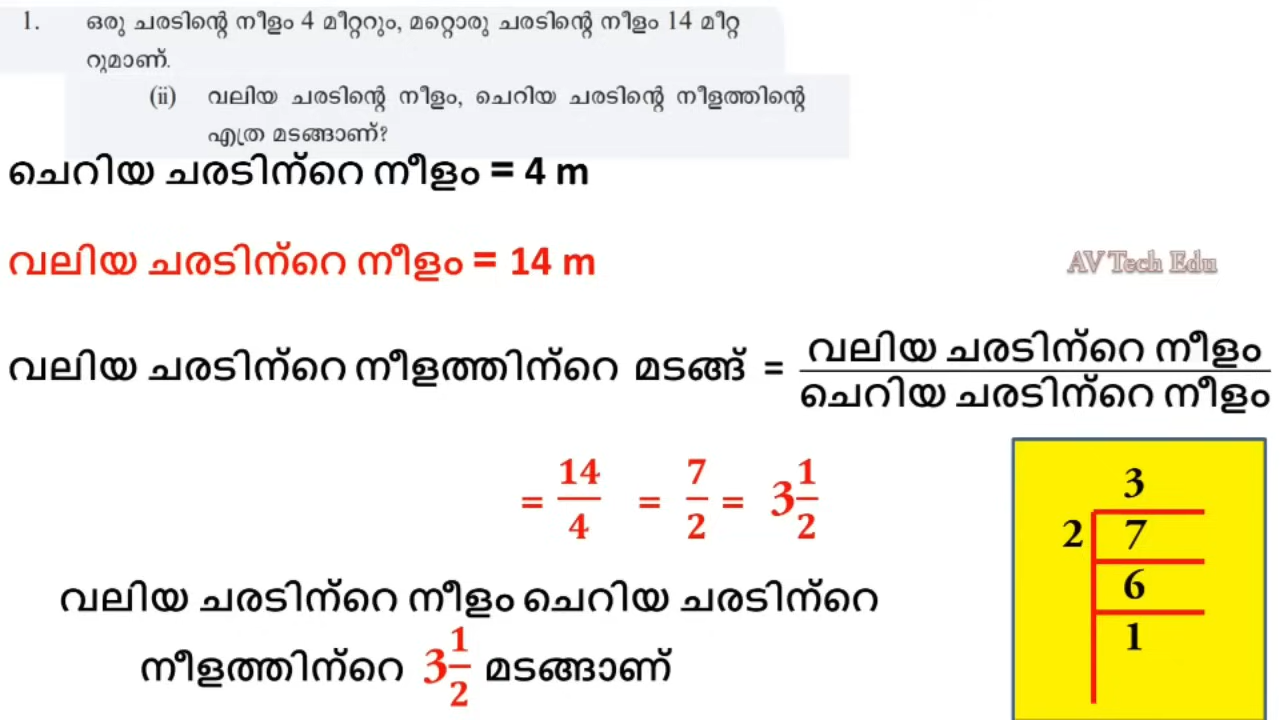 1. ഒരു ചരടിന്റെ നീളം 4 മീറ്ററും, മറ്റൊരു ചരടിന്റെ നീളം 14 മീറ്റ
റുമാണ്.
(ii) വലിയ ചരടിന്റെ നീളം, ചെറിയ ചരടിന്റെ നീളത്തിന്റെ
എത്ര മടങ്ങാണ്?
ചെറിയ ചരടിന്റെ നീളം = 4 m
വലിയ ചരടിന്റെ നീളം = 14 m
AV Tech Edu
വലിയ ചരടിന്റെ നീളത്തിന്റെ മടങ്ങ് = വലിയ ചരടിന്റെ നീളം
ചെറിയ ചരടിന്റെ നീളം
= 14/4 = 7/2 = 3 1/2
3
2 7
6
1
വലിയ ചരടിന്റെ നീളം ചെറിയ ചരടിന്റെ
നീളത്തിന്റെ 3 1/2 മടങ്ങാണ്